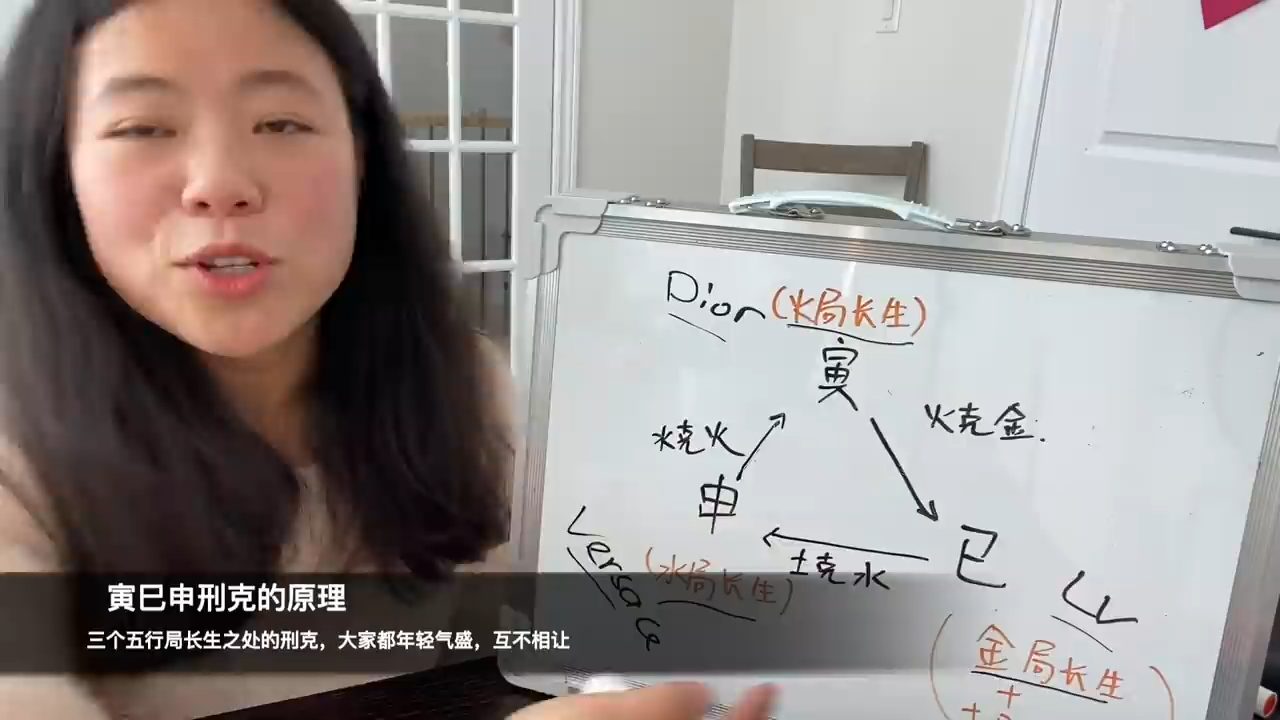 Dior (火局长生)
寅
火克金.
水克火
申
土克水
巳
Versace
(水局长生)
LV
(金局长生)
+
寅巳申刑克的原理
三个五行局长生之处的刑克，大家都年轻气盛，互不相让